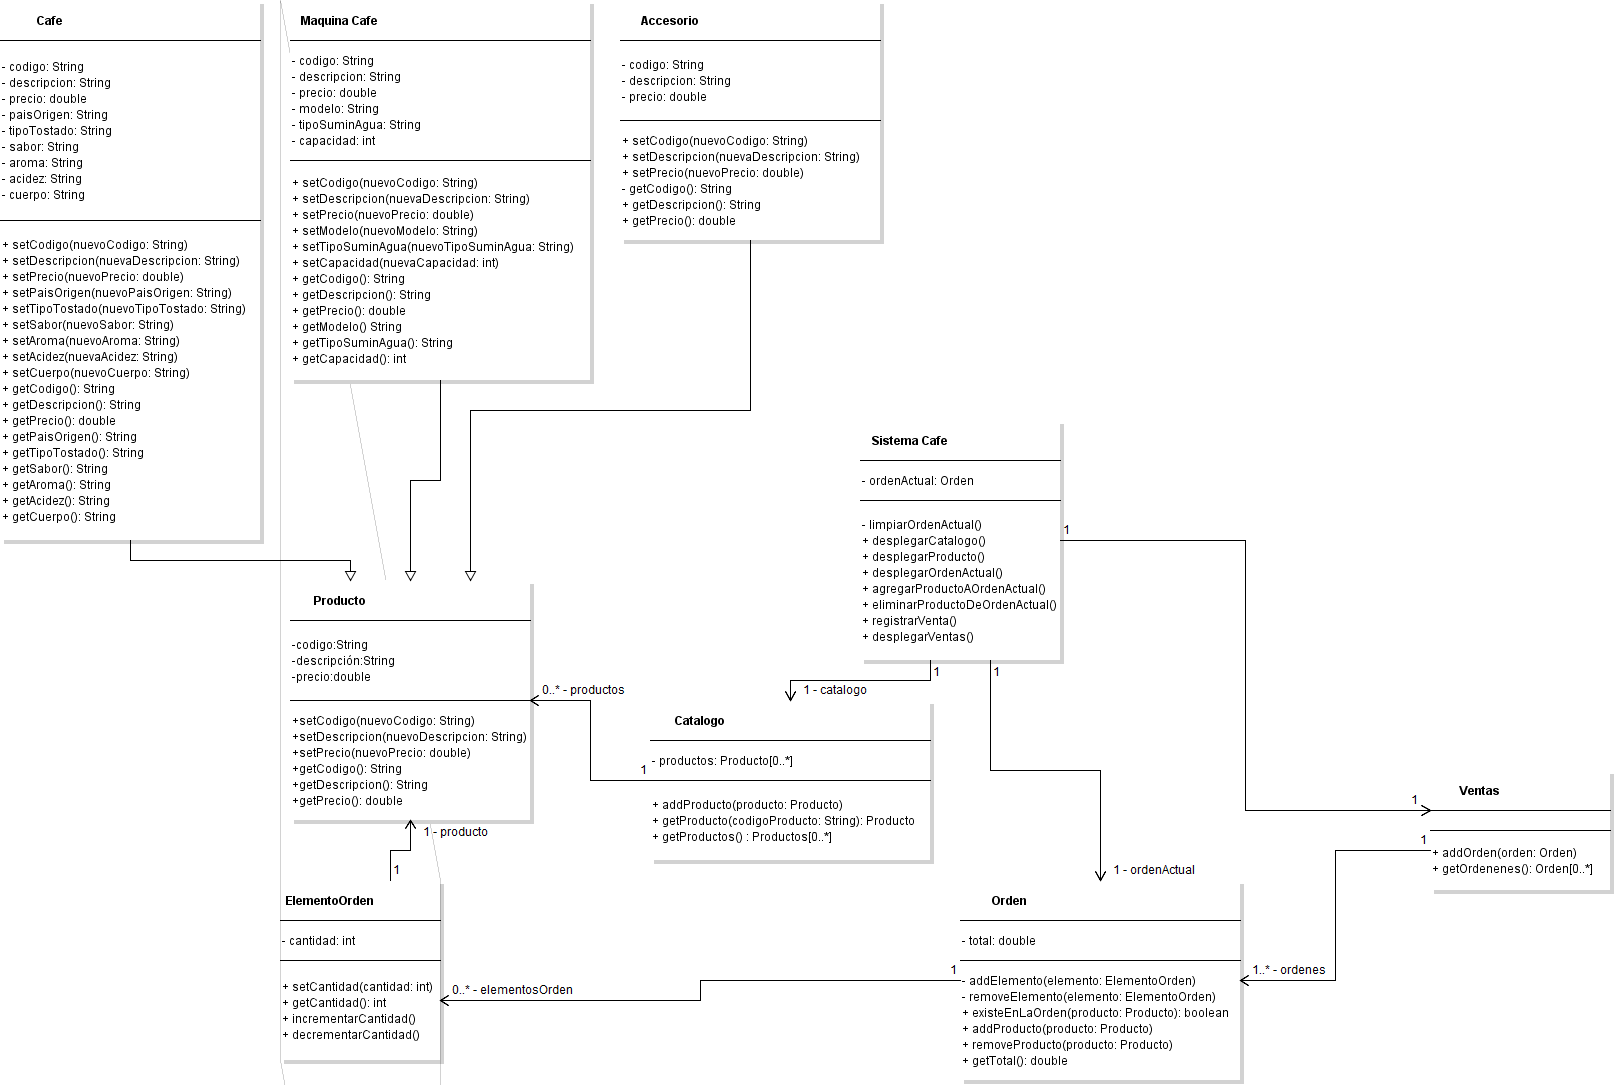 Cafe
- codigo: String
- descripcion: String
- precio: double
- paisOrigen: String
- tipoTostado: String
- sabor: String
- aroma: String
- acidez: String
- cuerpo: String
+ setCodigo(nuevoCodigo: String)
+ setDescripcion(nuevaDescripcion: String)
+ setPrecio(nuevoPrecio: double)
+ setPaisOrigen(nuevoPaisOrigen: String)
+ setTipoTostado(nuevoTipoTostado: String)
+ setSabor(nuevoSabor: String)
+ setAroma(nuevoAroma: String)
+ setAcidez(nuevaAcidez: String)
+ setCuerpo(nuevoCuerpo: String)
+ getCodigo(): String
+ getDescripcion(): String
+ getPrecio(): double
+ getPaisOrigen(): String
+ getTipoTostado(): String
+ getSabor(): String
+ getAroma(): String
+ getAcidez(): String
+ getCuerpo(): String
Maquina Cafe
- codigo: String
- descripcion: String
- precio: double
- modelo: String
- tipoSuminAgua: String
- capacidad: int
+ setCodigo(nuevoCodigo: String)
+ setDescripcion(nuevaDescripcion: String)
+ setPrecio(nuevoPrecio: double)
+ setModelo(nuevoModelo: String)
+ setTipoSuminAgua(nuevoTipoSuminAgua: String)
+ setCapacidad(nuevaCapacidad: int)
+ getCodigo(): String
+ getDescripcion(): String
+ getPrecio(): double
+ getModelo() String
+ getTipoSuminAgua(): String
+ getCapacidad(): int
Accesorio
- codigo: String
- descripcion: String
- precio: double
+ setCodigo(nuevoCodigo: String)
+ setDescripcion(nuevaDescripcion: String)
+ setPrecio(nuevoPrecio: double)
- getCodigo(): String
+ getDescripcion(): String
+ getPrecio(): double
Sistema Cafe
- ordenActual: Orden
- limpiarOrdenActual()
+ desplegarCatalogo()
+ desplegarProducto()
+ desplegarOrdenActual()
+ agregarProductoAOrdenActual()
+ eliminarProductoDeOrdenActual()
+ registrarVenta()
+ desplegarVentas()
1
1
1
1 - catalogo
Producto
-codigo:String
-descripción:String
-precio:double
+setCodigo(nuevoCodigo: String)
+setDescripcion(nuevoDescripcion: String)
+setPrecio(nuevoPrecio: double)
+getCodigo(): String
+getDescripcion(): String
+getPrecio(): double
0..* - productos
1
Catalogo
- productos: Producto[0..*]
+ addProducto(producto: Producto)
+ getProducto(codigoProducto: String): Producto
+ getProductos() : Productos[0..*]
1
Ventas
+ addOrden(orden: Orden)
+ getOrdenenes(): Orden[0..*]
1
1 - producto
1
1 - ordenActual
ElementoOrden
- cantidad: int
+ setCantidad(cantidad: int)
+ getCantidad(): int
+ incrementarCantidad()
+ decrementarCantidad()
0..* - elementosOrden
1
Orden
- total: double
- addElemento(elemento: ElementoOrden)
- removeElemento(elemento: ElementoOrden)
+ existeEnLaOrden(producto: Producto): boolean
+ addProducto(producto: Producto)
+ removeProducto(producto: Producto)
+ getTotal(): double
1..* - ordenes